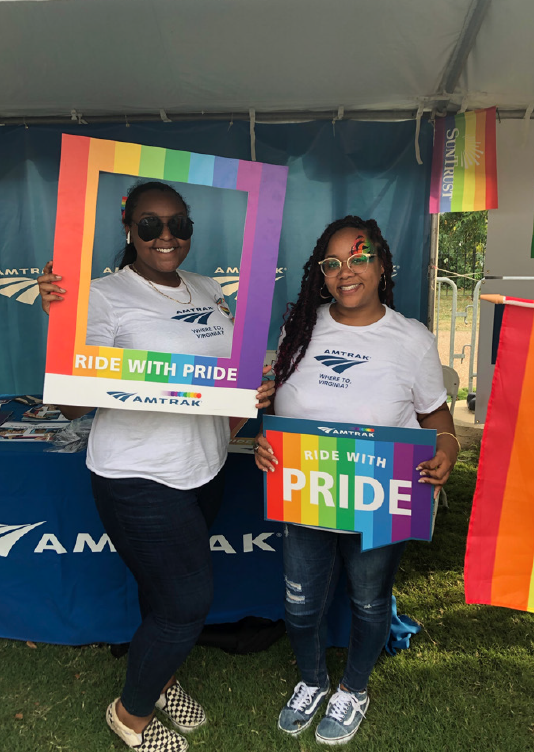 SUNTRUST
AMTRAK
AMTRAK
AMTRAK
WHERE TO,
VIRGINIA?
RIDE WITH PRIDE
AMTRAK
AMTRAK
WHERE TO,
VIRGINIA?
AMTRAK
RIDE WITH
PRIDE
AMTRAK